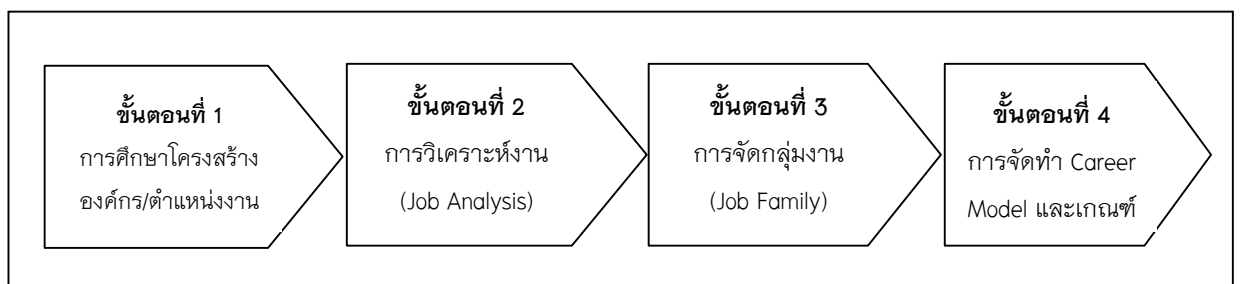 ขั้นตอนที่ 1
การศึกษาโครงสร้าง
องค์กร/ตำแหน่งงาน
ขั้นตอนที่ 2
การวิเคราะห์งาน
(Job Analysis)
ขั้นตอนที่ 3
การจัดกลุ่มงาน
(Job Family)
ขั้นตอนที่ 4
การจัดทำ Career
Model และเกณฑ์